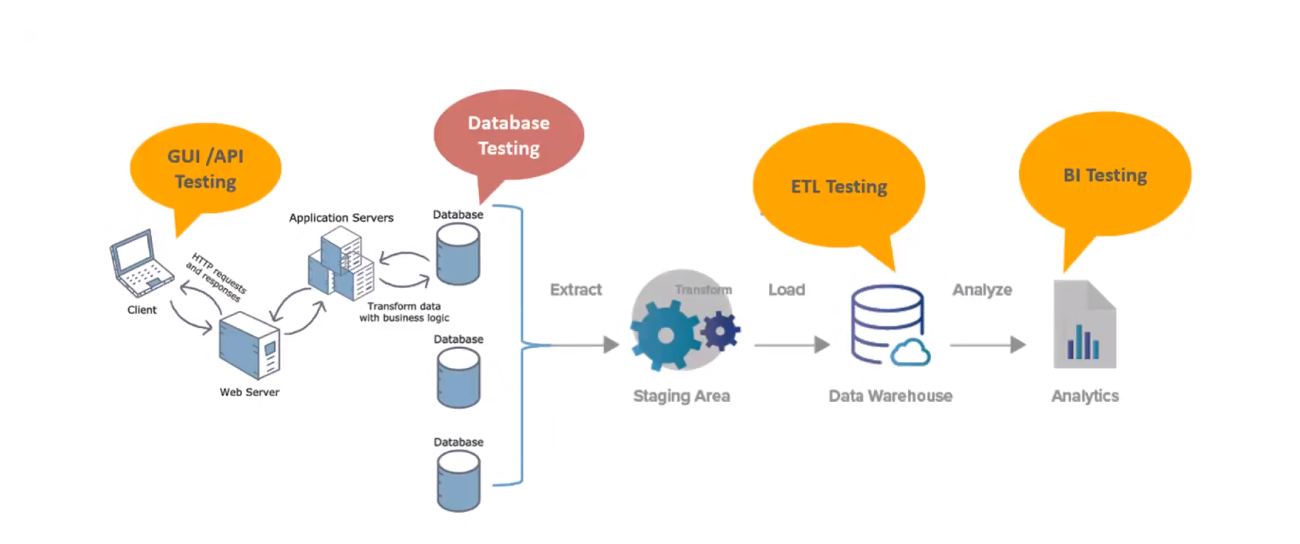 GUI /API
Testing
Database
Testing
ETL Testing
BI Testing
Application Servers
Database
HTTP requests
and responses
Client
Transform data
with business logic
Web Server
Database
Database
Extract
Transform
Load
Analyze
Staging Area
Data Warehouse
Analytics